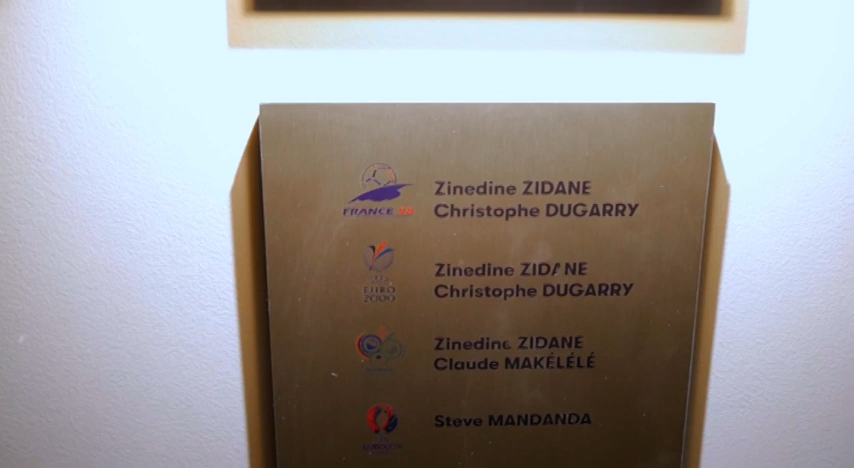 Zinedine ZIDANE
FRANCE 98
Christophe DUGARRY
Zinedine ZIDANE
EURO
2000
Christophe DUGARRY
Zinedine ZIDANE
Claude MAKÉLÉLÉ
Steve MANDANDA